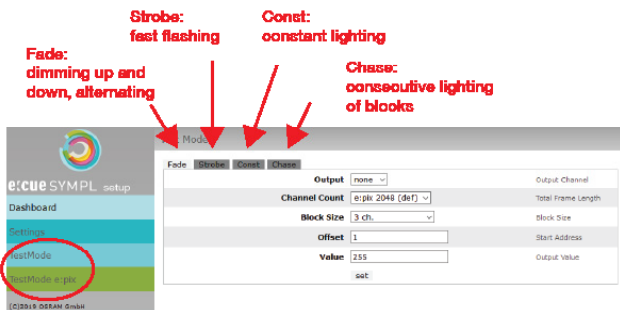 Strobe:
fast flashing
Const:
constant lighting
Fade:
dimming up and
down, alternating
Chase:
consecutive lighting
of blocks
Mode
Fade Strobe Const Chase
Output none Output Channel
Channel Count e:pix 2048 (def) Total Frame Length
Block Size 3 ch. Block Size
Offset 1 Start Address
Value 255 Output Value
set
e:cue SYMPL setup
Dashboard
Settings
TestMode
TestMode e:pix
(C)2019 OSRAM GmbH